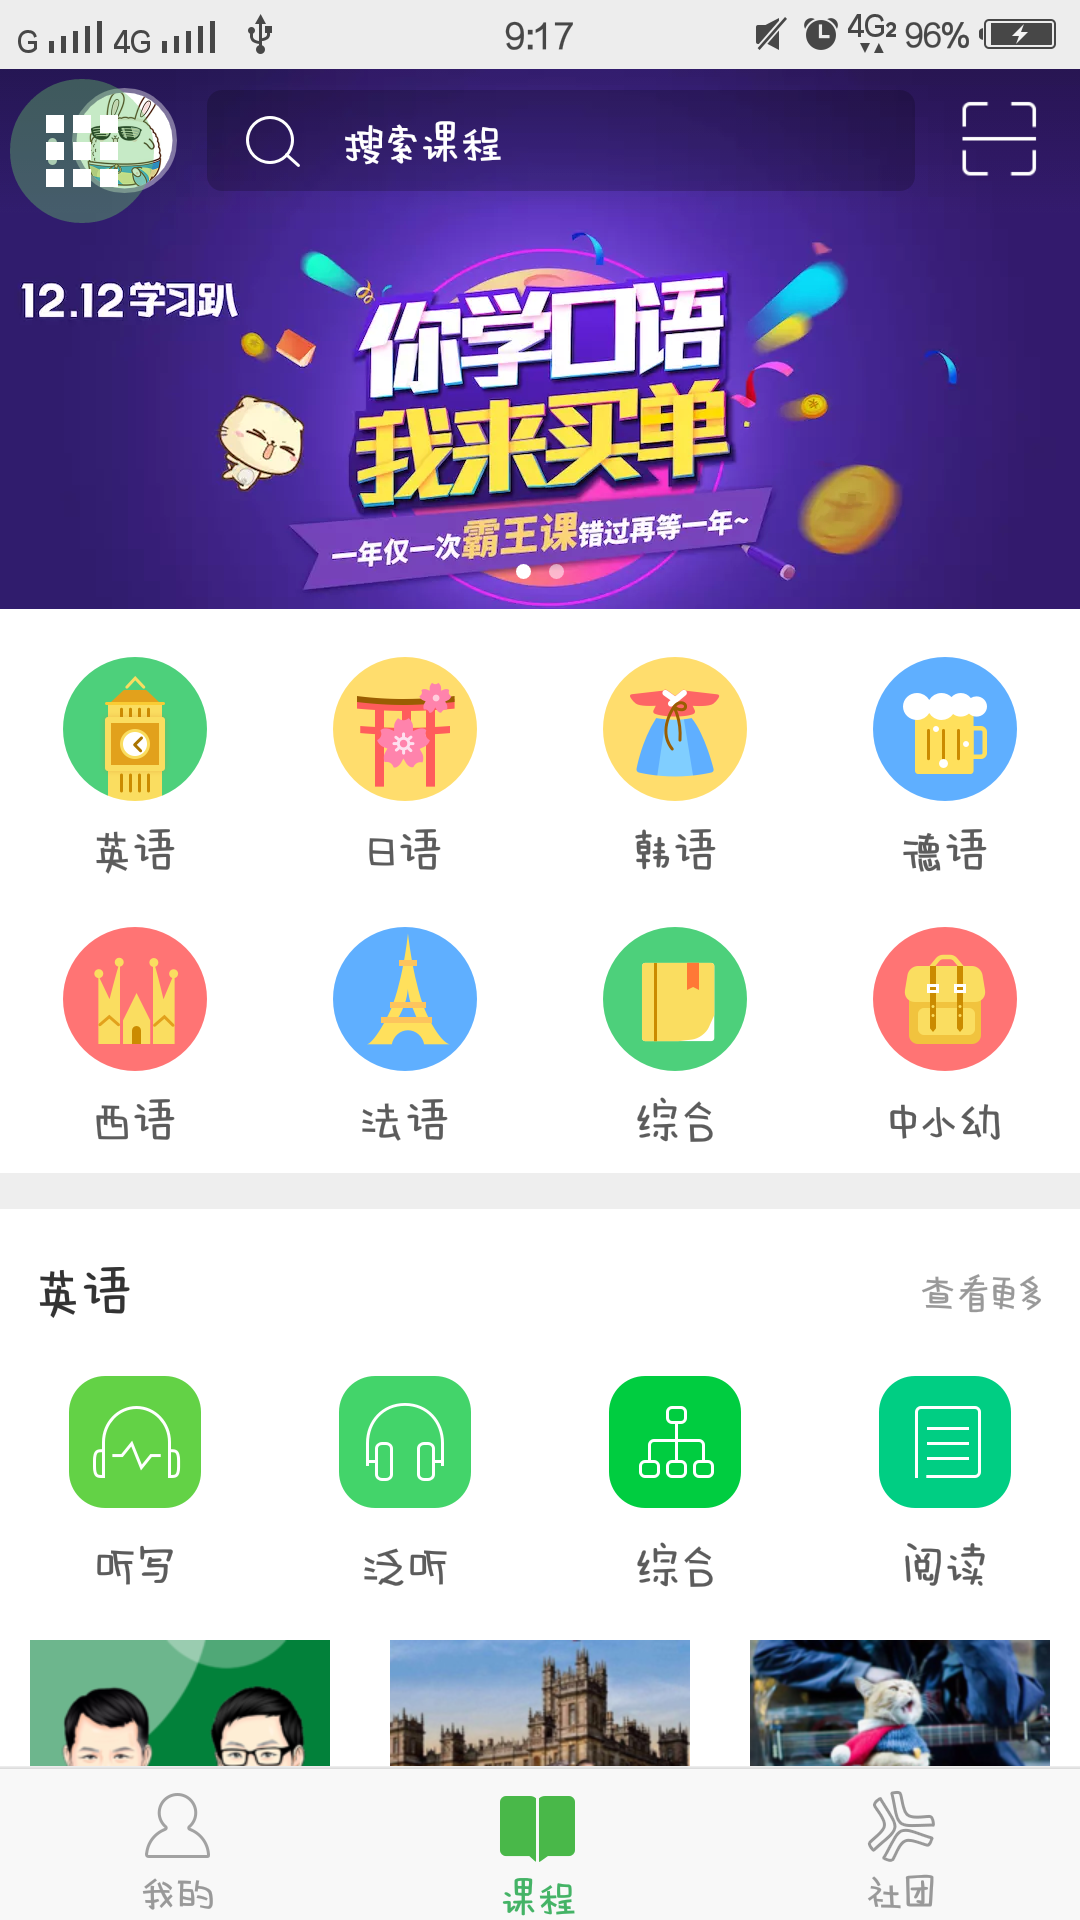 G 4G 9:17 4G2 96%
搜索课程
12.12学习趴
你学口语
我来买单
一年仅一次霸王课错过再等一年~
英语 日语 韩语 德语
西语 法语 综合 中小幼
英语 查看更多
听写 泛听 综合 阅读
我的 课程 社团